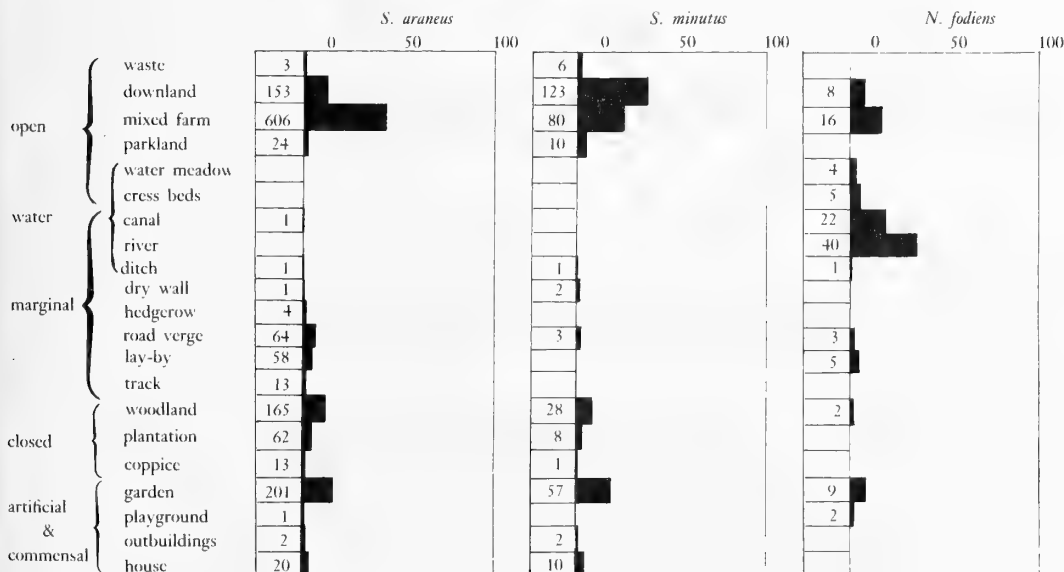 S. araneus S. minutus N. fodiens
0 50 100 0 50 100 0 50 100
waste 3 6
downland 153 123 8
open mixed farm 606 80 16
parkland 24 10
water meadow 4
cress beds 5
water canal 1 22
river 40
ditch 1 1 1
dry wall 1 2
marginal hedgerow 4
road verge 64 3 3
lay-by 58 5
track 13
woodland 165 28 2
closed plantation 62 8
coppice 13 1
garden 201 57 9
artificial playground 1 2
& outbuildings 2 2
commensal house 20 10